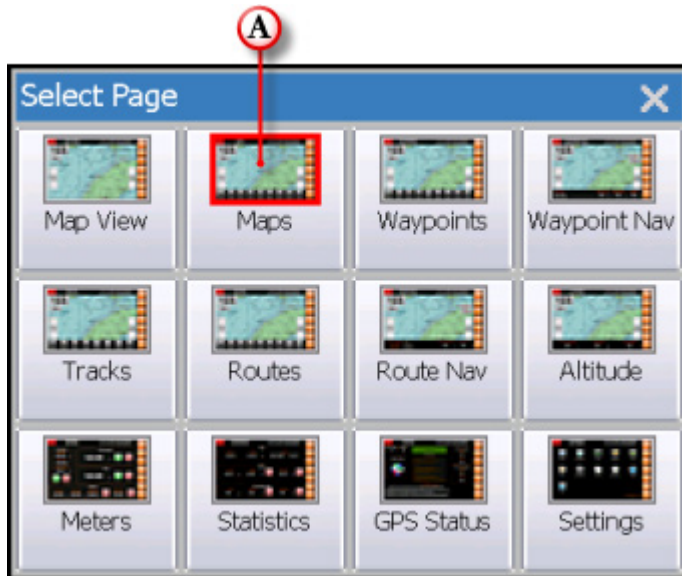 A
Select Page
Map View Maps Waypoints Waypoint Nav
Tracks Routes Route Nav Altitude
Meters Statistics GPS Status Settings